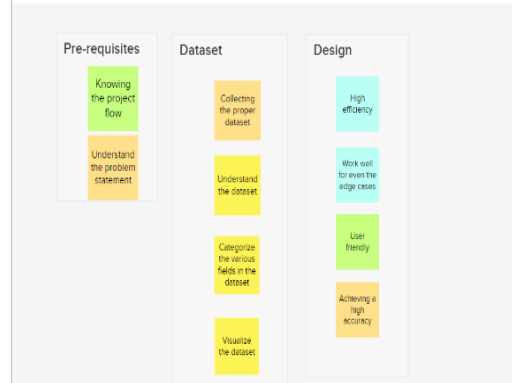 Pre-requisites
Knowing
the project
flow
Understand
the problem
statement
Dataset
Collecting
the proper
dataset
Understand
the dataset
Categorize
the various
fields in the
dataset
Visualize
the dataset
Design
High
efficiency
Work well
for even the
edge cases
User
friendly
Achieving a
high
accuracy